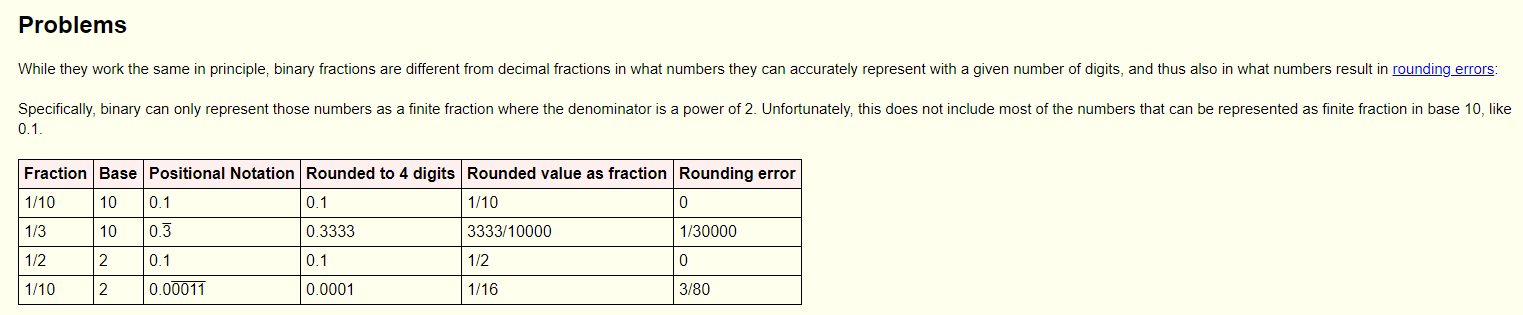 Problems
While they work the same in principle, binary fractions are different from decimal fractions in what numbers they can accurately represent with a given number of digits, and thus also in what numbers result in rounding errors:
Specifically, binary can only represent those numbers as a finite fraction where the denominator is a power of 2. Unfortunately, this does not include most of the numbers that can be represented as finite fraction in base 10, like
0.1.
Fraction Base Positional Notation Rounded to 4 digits Rounded value as fraction Rounding error
1/10 10 0.1 0.1 1/10 0
1/3 10 0.3̅ 0.3333 3333/10000 1/30000
1/2 2 0.1 0.1 1/2 0
1/10 2 0.00̅0̅1̅1̅ 0.0001 1/16 3/80